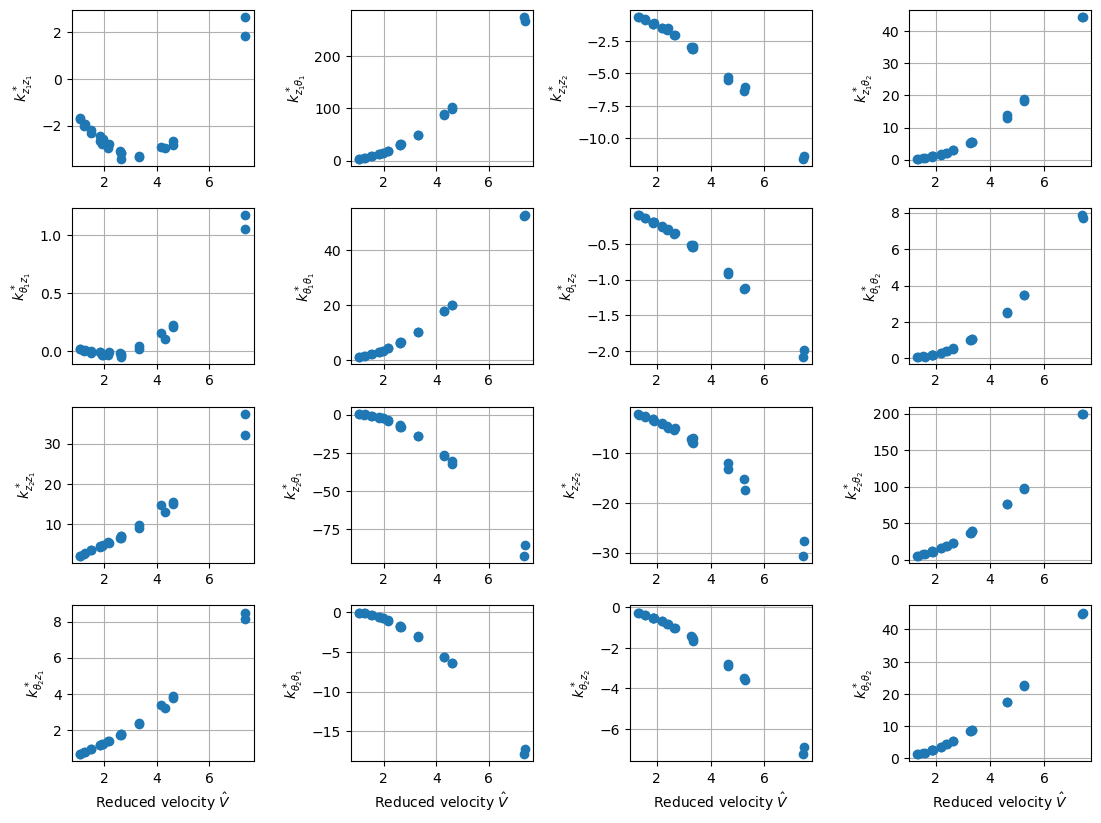 2
0
−2
2 4 6
k*z1z1
200
100
0
2 4 6
k*z1θ1
−2.5
−5.0
−7.5
−10.0
2 4 6
k*z1z2
40
30
20
10
0
2 4 6
k*z1θ2
1.0
0.5
0.0
2 4 6
k*θ1z1
40
20
0
2 4 6
k*θ1θ1
−0.5
−1.0
−1.5
−2.0
2 4 6
k*θ1z2
8
6
4
2
0
2 4 6
k*θ1θ2
30
20
10
2 4 6
k*z2z1
0
−25
−50
−75
2 4 6
k*z2θ1
−10
−20
−30
2 4 6
k*z2z2
200
150
100
50
0
2 4 6
k*z2θ2
8
6
4
2
2 4 6
k*θ2z1
Reduced velocity V̂
0
−5
−10
−15
2 4 6
k*θ2θ1
Reduced velocity V̂
0
−2
−4
−6
2 4 6
k*θ2z2
Reduced velocity V̂
40
30
20
10
0
2 4 6
k*θ2θ2
Reduced velocity V̂